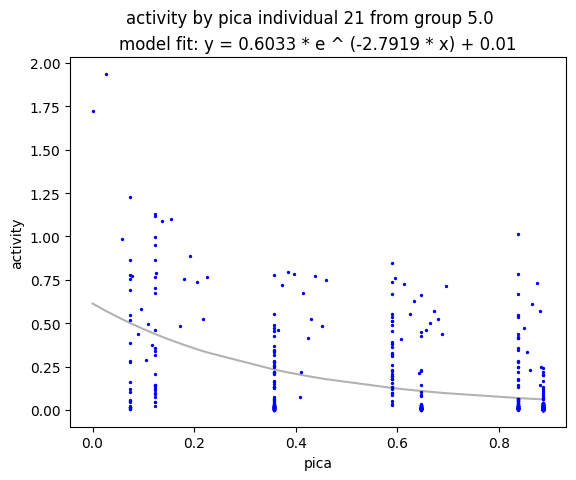 activity by pica individual 21 from group 5.0
model fit: y = 0.6033 * e ^ (-2.7919 * x) + 0.01
2.00
1.75
1.50
1.25
1.00
0.75
0.50
0.25
0.00
activity
0.0 0.2 0.4 0.6 0.8
pica